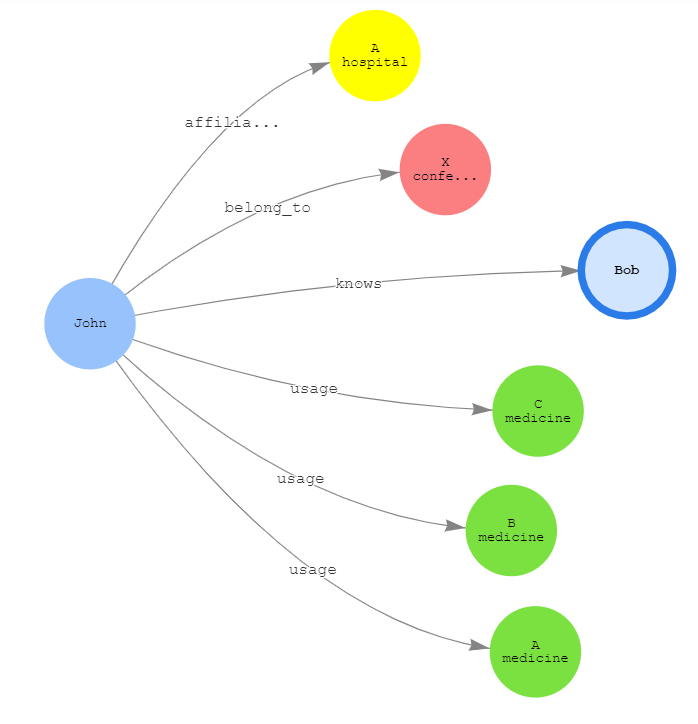 A
hospital
affilia...
X
confe...
belong_to
Bob
knows
John
usage
C
medicine
usage
B
medicine
usage
A
medicine